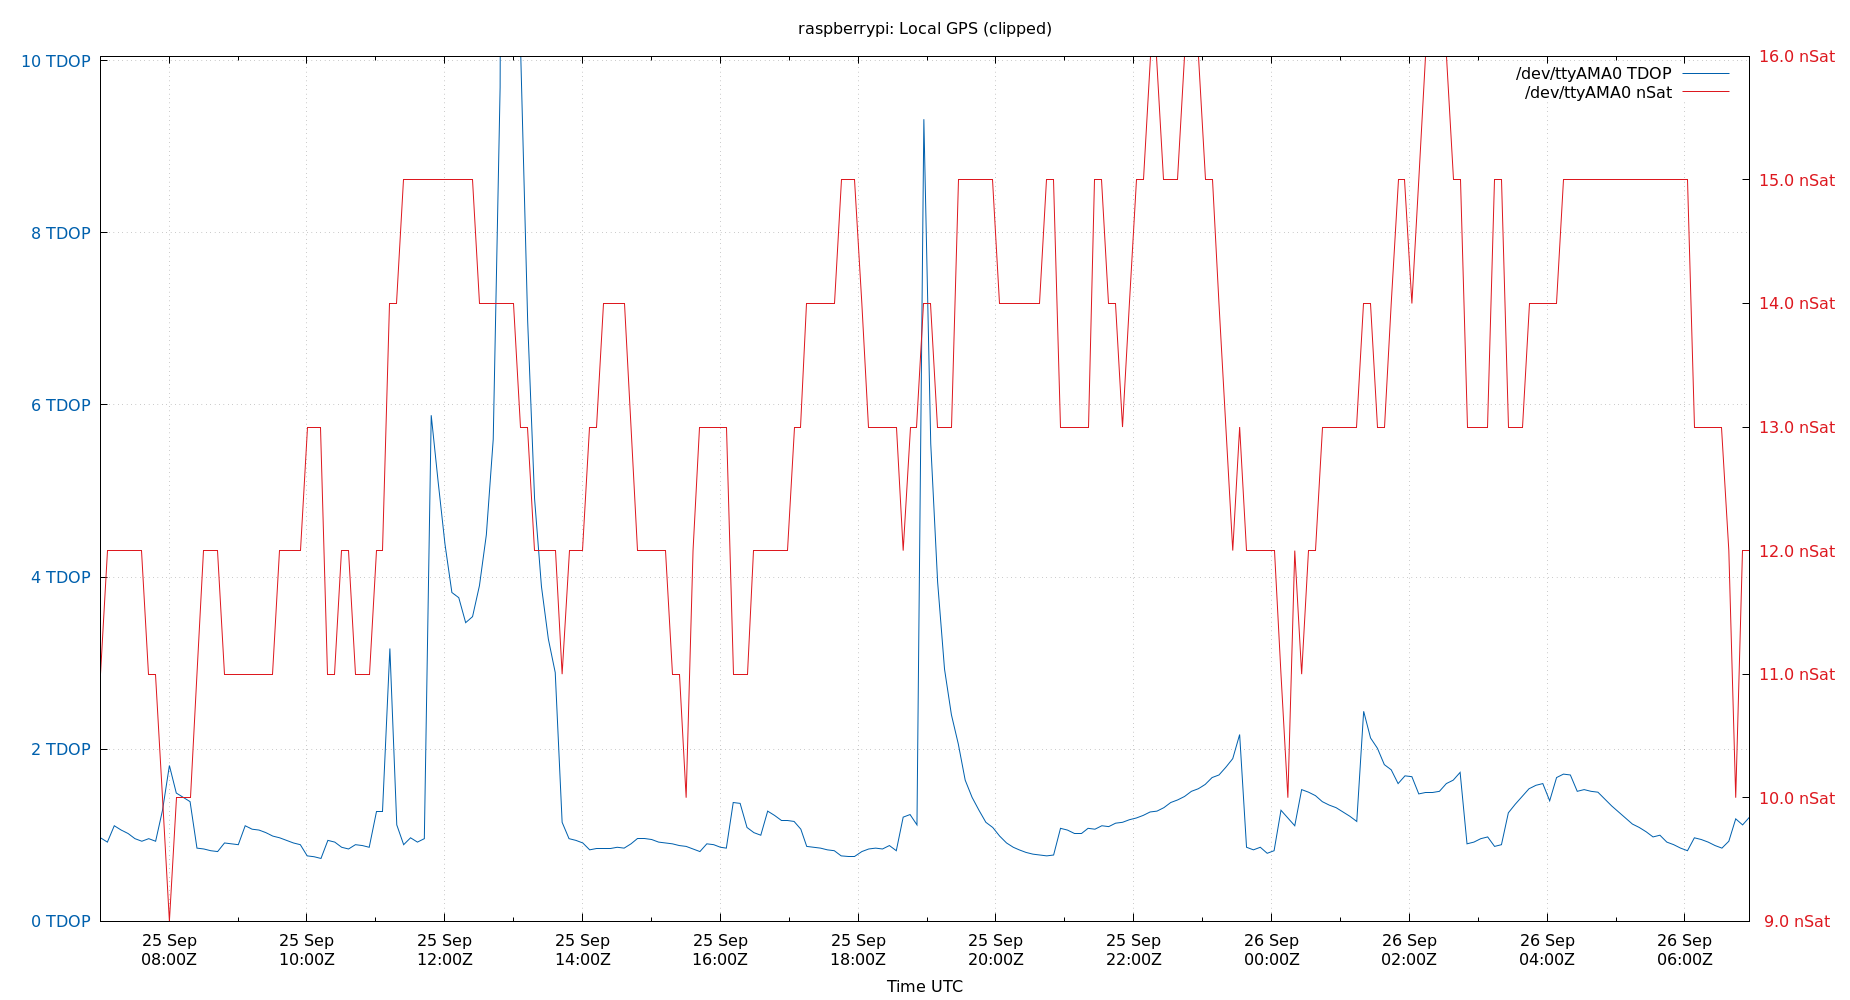 raspberrypi: Local GPS (clipped)
10 TDOP
8 TDOP
6 TDOP
4 TDOP
2 TDOP
0 TDOP
16.0 nSat
15.0 nSat
14.0 nSat
13.0 nSat
12.0 nSat
11.0 nSat
10.0 nSat
9.0 nSat
/dev/ttyAMA0 TDOP
/dev/ttyAMA0 nSat
25 Sep 25 Sep 25 Sep 25 Sep 25 Sep 25 Sep 25 Sep 25 Sep 26 Sep 26 Sep 26 Sep 26 Sep
08:00Z 10:00Z 12:00Z 14:00Z 16:00Z 18:00Z 20:00Z 22:00Z 00:00Z 02:00Z 04:00Z 06:00Z
Time UTC